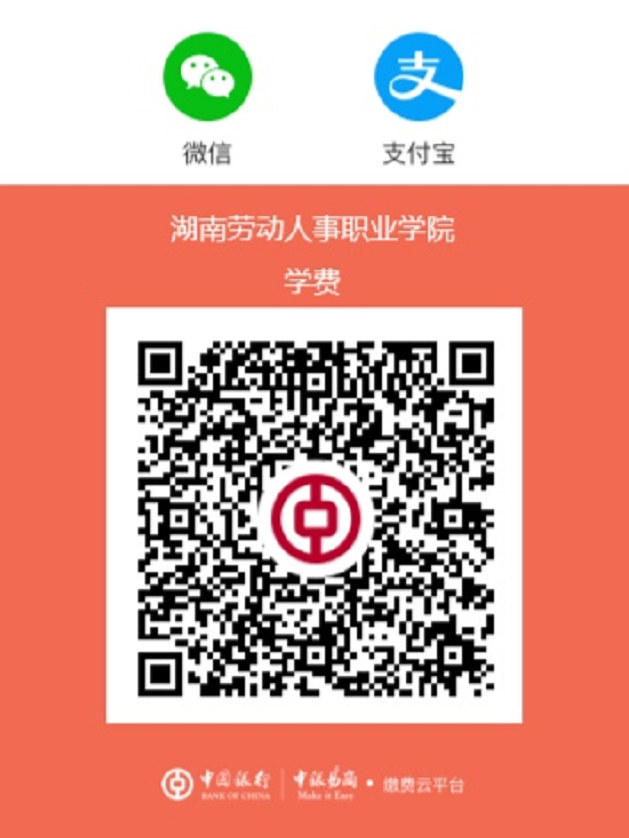 支
微信
支付宝
湖南劳动人事职业学院
学费
中国银行
BANK OF CHINA
中银易商
Make it Easy
• 缴费云平台